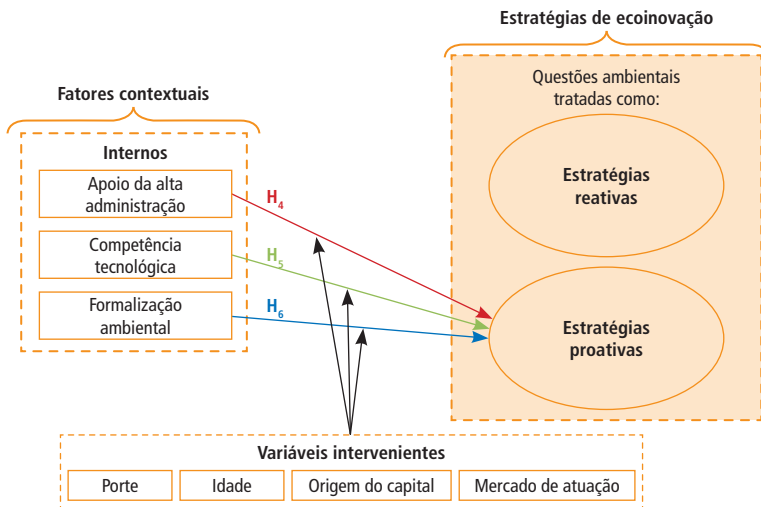 Estratégias de ecoinovação
Questões ambientais
tratadas como:
Estratégias
reativas
Estratégias
proativas
Fatores contextuais
Internos
Apoio da alta
administração
Competência
tecnológica
Formalização
ambiental
H4
H5
H6
Variáveis intervenientes
Porte
Idade
Origem do capital
Mercado de atuação